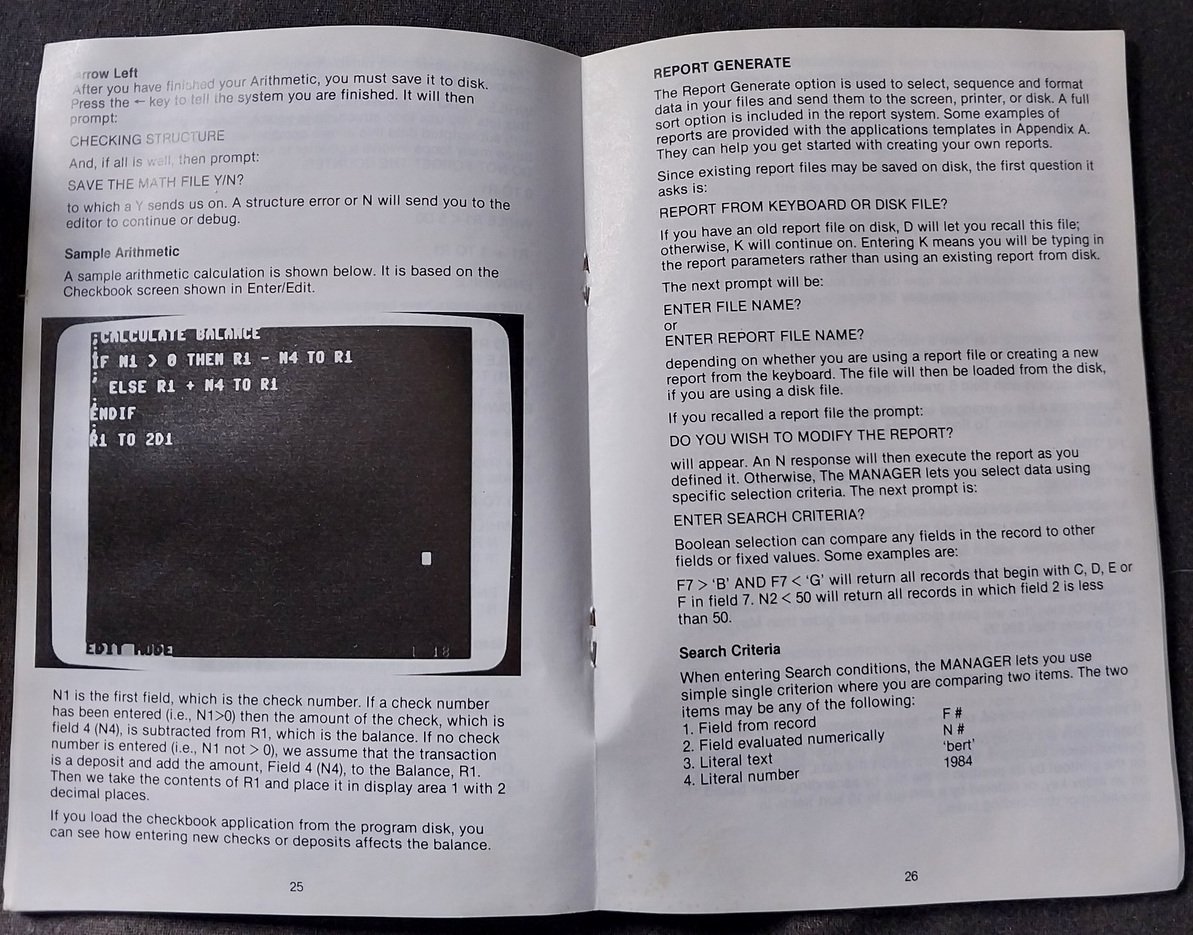 Arrow Left
After you have finished your Arithmetic, you must save it to disk.
Press the ← key to tell the system you are finished. It will then
prompt:
CHECKING STRUCTURE
And, if all is well, then prompt:
SAVE THE MATH FILE Y/N?
to which a Y sends us on. A structure error or N will send you to the
editor to continue or debug.
Sample Arithmetic
A sample arithmetic calculation is shown below. It is based on the
Checkbook screen shown in Enter/Edit.
;CALCULATE BALANCE
IF N1 > 0 THEN R1 - N4 TO R1
ELSE R1 + N4 TO R1
ENDIF
R1 TO 2D1
EDIT MODE
1 18
N1 is the first field, which is the check number. If a check number
has been entered (i.e., N1>0) then the amount of the check, which is
field 4 (N4), is subtracted from R1, which is the balance. If no check
number is entered (i.e., N1 not > 0), we assume that the transaction
is a deposit and add the amount, Field 4 (N4), to the Balance, R1.
Then we take the contents of R1 and place it in display area 1 with 2
decimal places.
If you load the checkbook application from the program disk, you
can see how entering new checks or deposits affects the balance.
25
REPORT GENERATE
The Report Generate option is used to select, sequence and format
data in your files and send them to the screen, printer, or disk. A full
sort option is included in the report system. Some examples of
reports are provided with the applications templates in Appendix A.
They can help you get started with creating your own reports.
Since existing report files may be saved on disk, the first question it
asks is:
REPORT FROM KEYBOARD OR DISK FILE?
If you have an old report file on disk, D will let you recall this file;
otherwise, K will continue on. Entering K means you will be typing in
the report parameters rather than using an existing report from disk.
The next prompt will be:
ENTER FILE NAME?
or
ENTER REPORT FILE NAME?
depending on whether you are using a report file or creating a new
report from the keyboard. The file will then be loaded from the disk,
if you are using a disk file.
If you recalled a report file the prompt:
DO YOU WISH TO MODIFY THE REPORT?
will appear. An N response will then execute the report as you
defined it. Otherwise, The MANAGER lets you select data using
specific selection criteria. The next prompt is:
ENTER SEARCH CRITERIA?
Boolean selection can compare any fields in the record to other
fields or fixed values. Some examples are:
F7 > 'B' AND F7 < 'G' will return all records that begin with C, D, E or
F in field 7. N2 < 50 will return all records in which field 2 is less
than 50.
Search Criteria
When entering Search conditions, the MANAGER lets you use
simple single criterion where you are comparing two items. The two
items may be any of the following:
1. Field from record F #
2. Field evaluated numerically N #
3. Literal text 'bert'
4. Literal number 1984
26